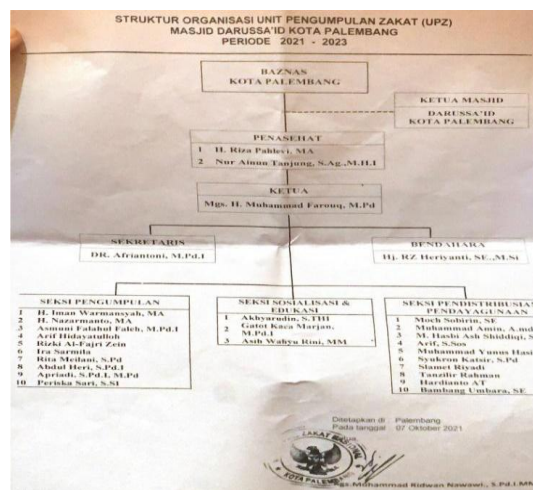 STRUKTUR ORGANISASI UNIT PENGUMPULAN ZAKAT (UPZ)
MASJID DARUSSA'ID KOTA PALEMBANG
PERIODE 2021 - 2023
BAZNAS
KOTA PALEMBANG
KETUA MASJID
DARUSSA'ID
KOTA PALEMBANG
PENASEHAT
1 H. Riza Pahlevi, MA
2 Nur Ainun Tanjung, S.Ag.,M.H.I
KETUA
Mgs. H. Muhammad Farouq, M.Pd
SEKRETARIS
DR. Afriantoni, M.Pd.I
BENDAHARA
Hj. RZ Heriyanti, SE.,M.Si
SEKSI PENGUMPULAN
1 H. Iman Warmansyah, MA
2 H. Nazarmanto, MA
3 Asmuni Falahul Faleh, M.Pd.I
4 Arif Hidayatulloh
5 Rizki Al-Fajri Zein
6 Ira Sarmila
7 Rita Meilani, S.Pd
8 Abdul Heri, S.Pd.I
9 Apriadi, S.Pd.I, M.Pd
10 Periska Sari, S.SI
SEKSI SOSIALISASI &
EDUKASI
1 Akhyarudin, S.THI
2 Gatot Kaca Marjan,
M.Pd.I
3 Asih Wahyu Rini, MM
SEKSI PENDISTRIBUSIA
PENDAYAGUNAAN
1 Moch Sobirin, SE
2 Muhammad Amin, A.md
3 M. Hasbi Ash Shiddiqi, S
4 Arif, S.Sos
5 Muhammad Yunus Hasi
6 Syukron Katsir, S.Pd
7 Slamet Riyadi
8 Tanzilir Rahman
9 Hardianto AT
10 Bambang Umbara, SE
Ditetapkan di : Palembang
Pada tanggal : 07 Oktober 2021
ZAKAT NASIONAL
KOTA PALEMBANG
Mgs.Muhammad Ridwan Nawawi., S.Pd.I.MM